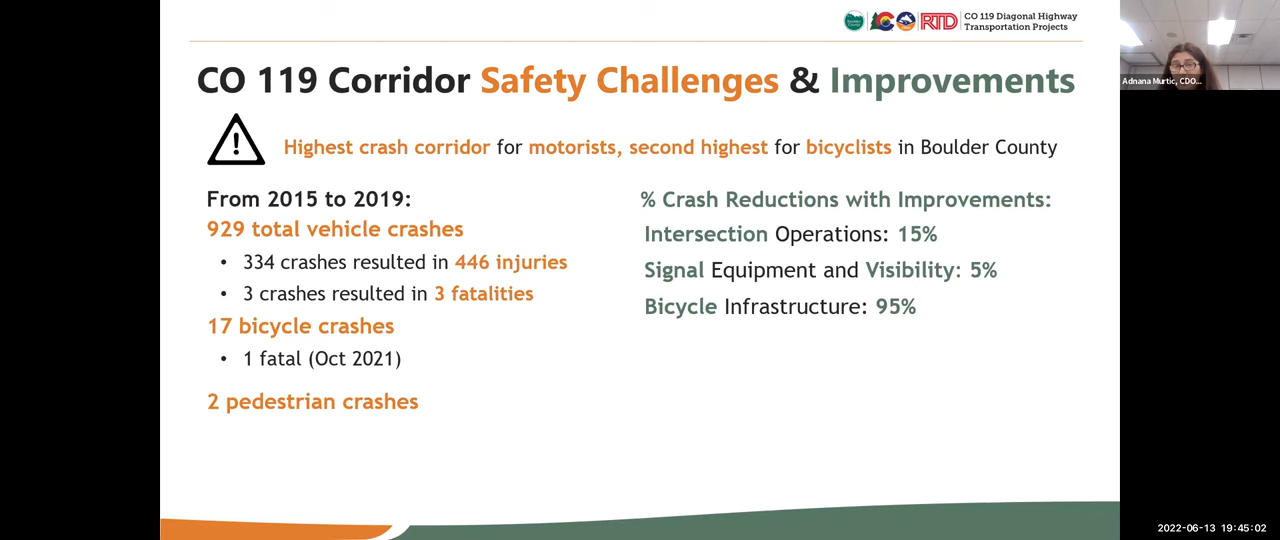 RTD
CO 119 Diagonal Highway
Transportation Projects
CO 119 Corridor Safety Challenges & Improvements
Highest crash corridor for motorists, second highest for bicyclists in Boulder County
From 2015 to 2019:
929 total vehicle crashes
• 334 crashes resulted in 446 injuries
• 3 crashes resulted in 3 fatalities
17 bicycle crashes
• 1 fatal (Oct 2021)
2 pedestrian crashes
% Crash Reductions with Improvements:
Intersection Operations: 15%
Signal Equipment and Visibility: 5%
Bicycle Infrastructure: 95%
Adnana Murtic, CDO...
2022-06-13 19:45:02